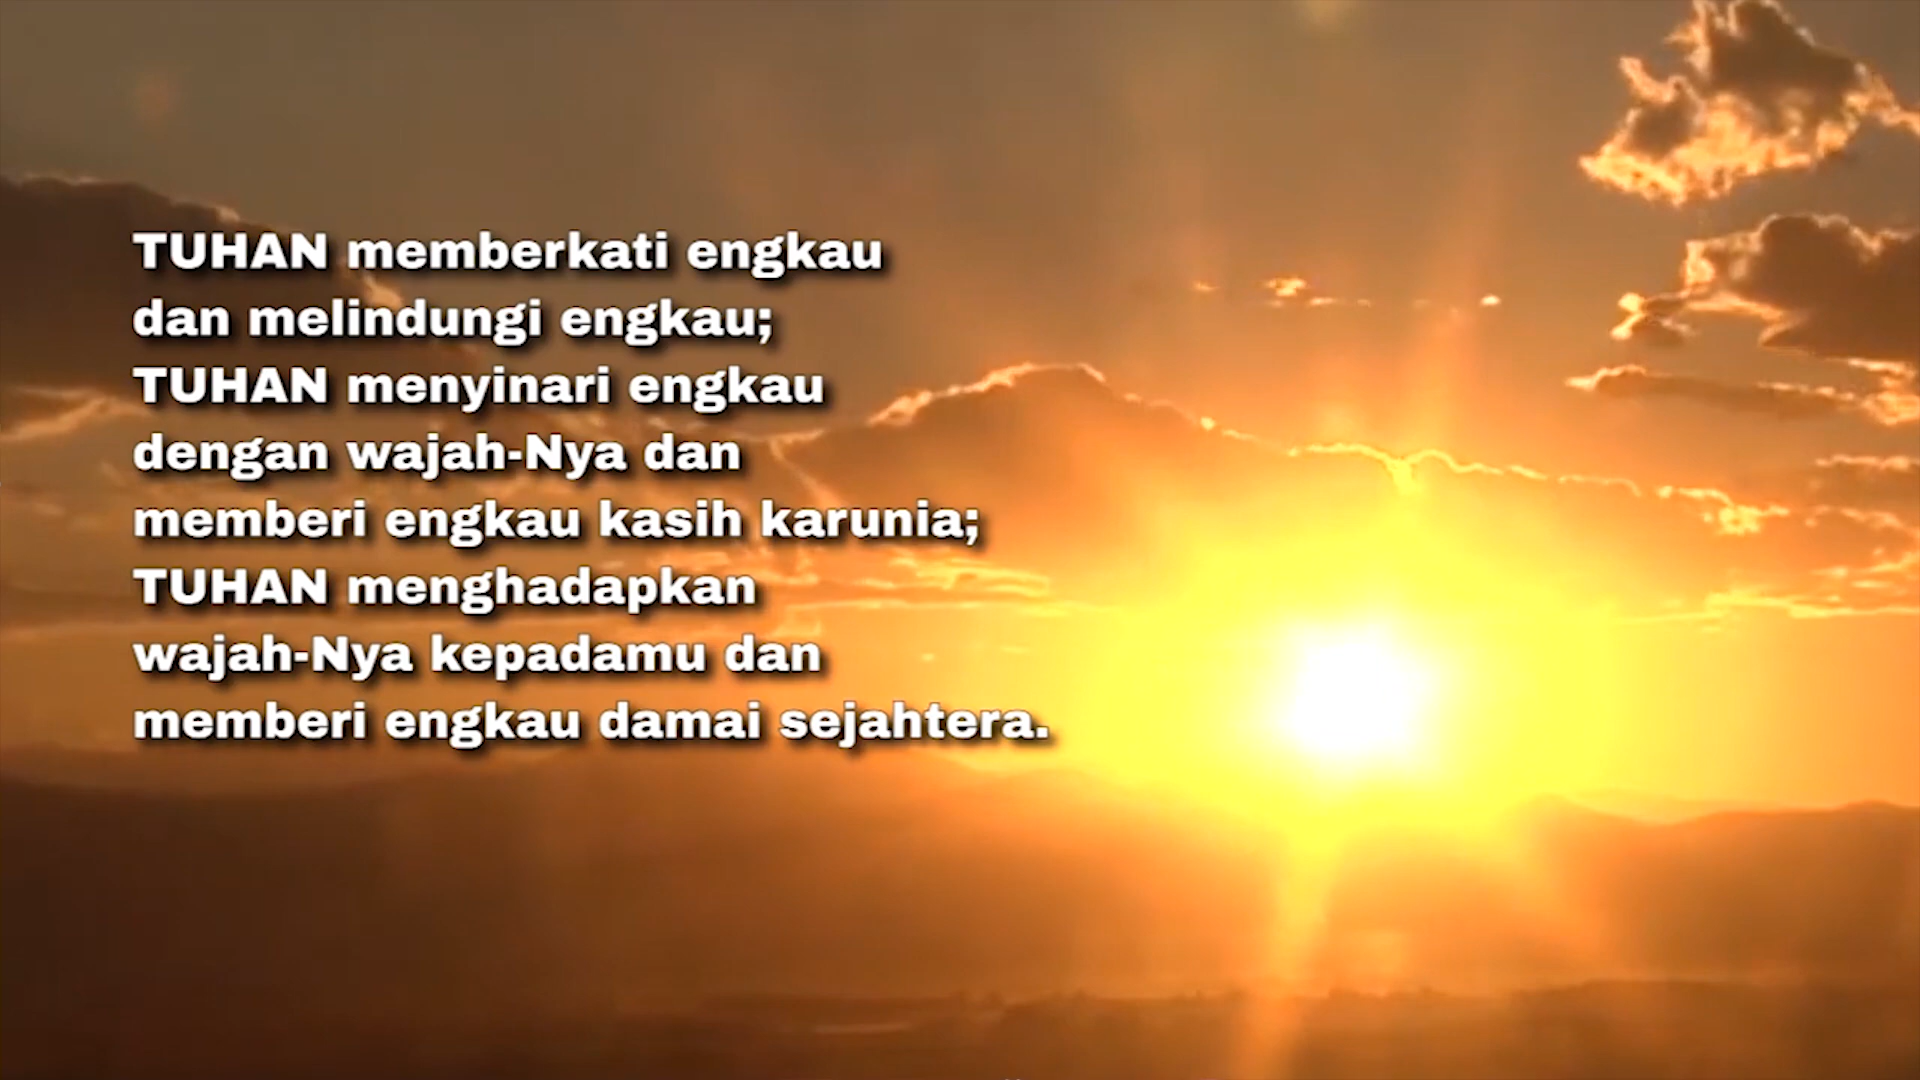 TUHAN memberkati engkau
dan melindungi engkau;
TUHAN menyinari engkau
dengan wajah-Nya dan
memberi engkau kasih karunia;
TUHAN menghadapkan
wajah-Nya kepadamu dan
memberi engkau damai sejahtera.